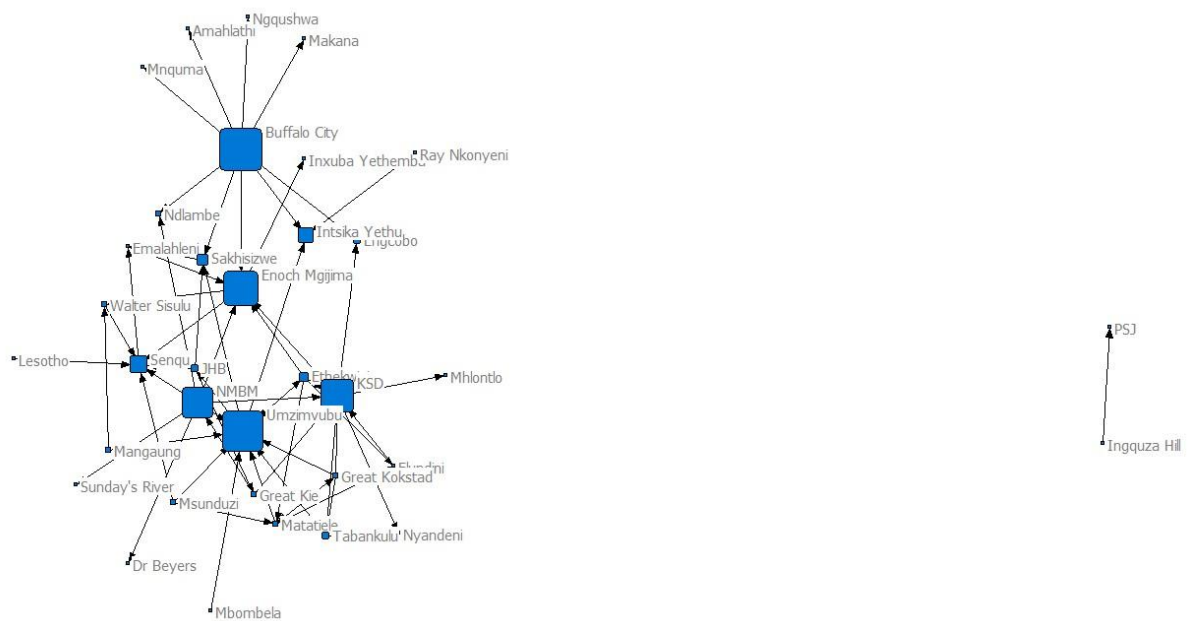 Ngqushwa
Amahlathi
Makana
Mnquma
Buffalo City
Inxuba Yethemba
Ray Nkonyeni
Ndlambe
Intsika Yethu
Engcobo
Emalahleni
Sakhisizwe
Enoch Mgijima
Walter Sisulu
PSJ
Lesotho
Senqu
JHB
KSD
Mhlontlo
NMBM
Umzimvubu
Ingquza Hill
Mangaung
Great Kokstad
Sunday's River
Great Kie
Msunduzi
Matatiele
Tabankulu
Nyandeni
Dr Beyers
Mbombela